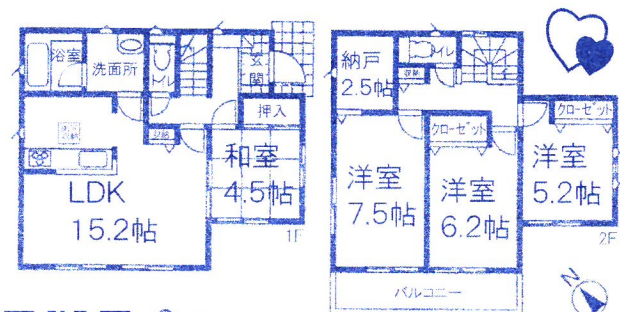 浴室
洗面所
トイレ
玄関
押入
収納
LDK
15.2帖
和室
4.5帖
1F
納戸
2.5帖
トイレ
収納
クローゼット
クローゼット
洋室
7.5帖
洋室
6.2帖
洋室
5.2帖
2F
バルコニー
N